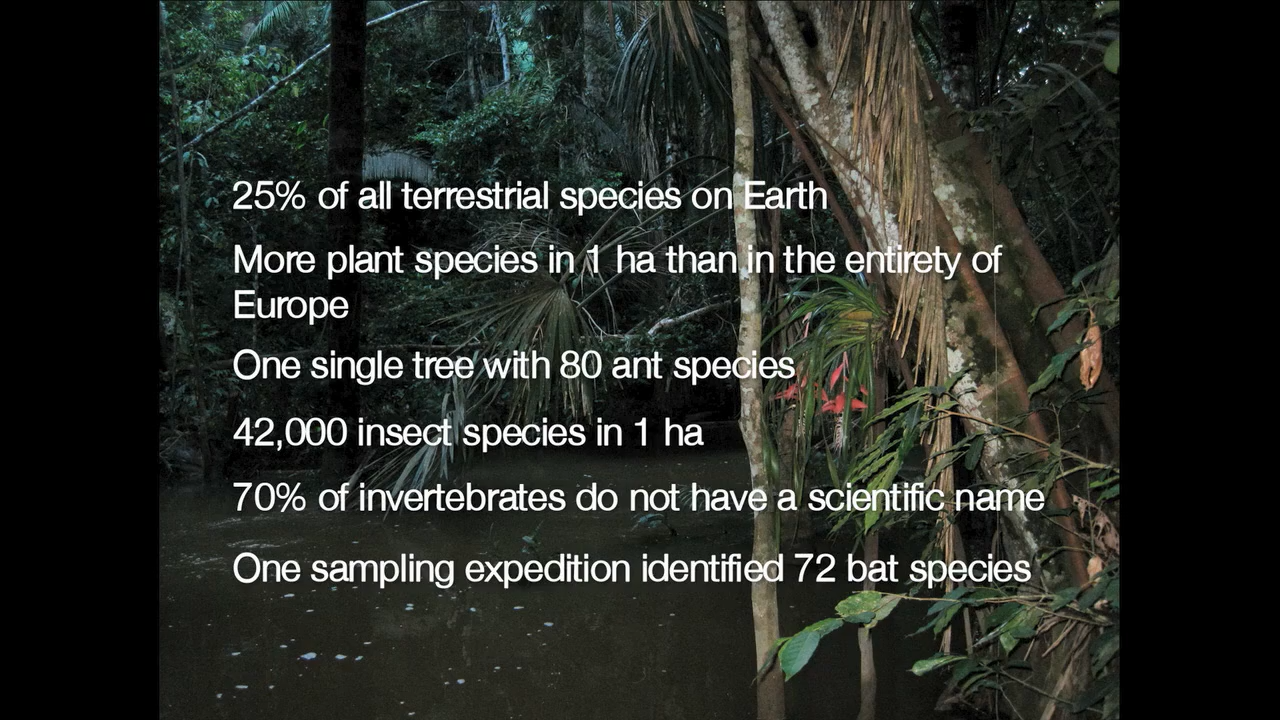 25% of all terrestrial species on Earth
More plant species in 1 ha than in the entirety of
Europe
One single tree with 80 ant species
42,000 insect species in 1 ha
70% of invertebrates do not have a scientific name
One sampling expedition identified 72 bat species